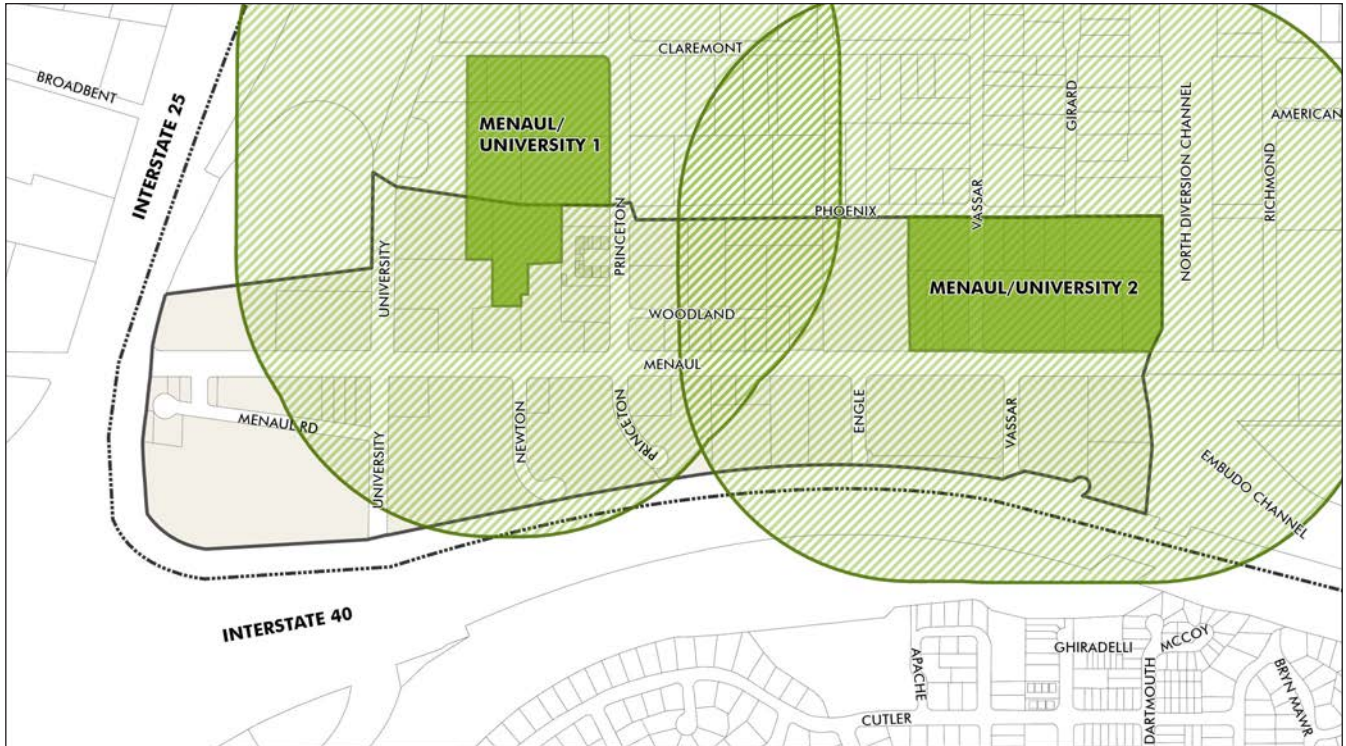 CLAREMONT
BROADBENT
INTERSTATE 25
MENAUL/
UNIVERSITY 1
GIRARD
NORTH DIVERSION CHANNEL
AMERICAN
RICHMOND
VASSAR
PHOENIX
PRINCETON
UNIVERSITY
MENAUL/UNIVERSITY 2
WOODLAND
MENAUL
MENAUL RD
NEWTON
PRINCETON
PRINCETON
ENGLE
VASSAR
UNIVERSITY
EMBUDO CHANNEL
INTERSTATE 40
APACHE
GHIRADELLI
MCCOY
DARTMOUTH
BRYN MAWR
CUTLER